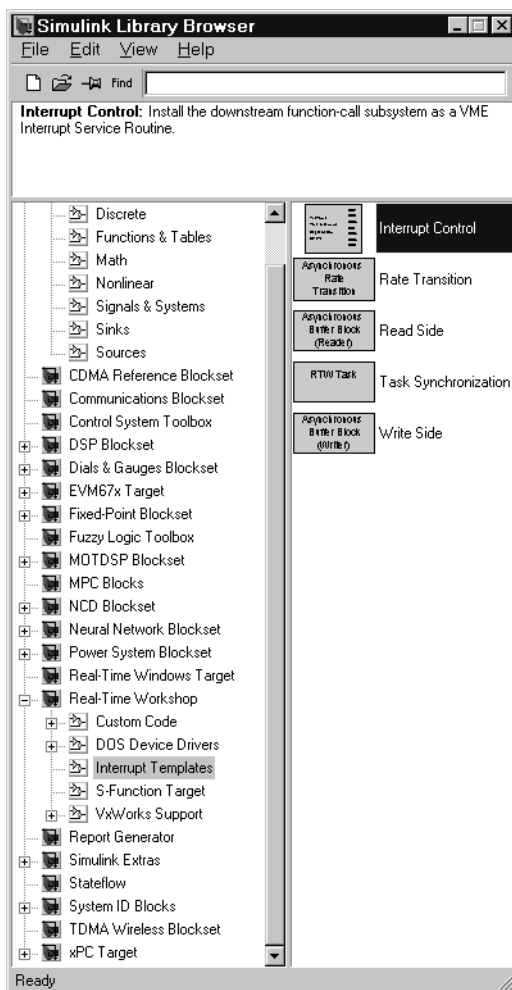 Simulink Library Browser
File Edit View Help
Find
Interrupt Control: Install the downstream function-call subsystem as a VME
Interrupt Service Routine.
Discrete
Functions & Tables
Math
Nonlinear
Signals & Systems
Sinks
Sources
CDMA Reference Blockset
Communications Blockset
Control System Toolbox
DSP Blockset
Dials & Gauges Blockset
EVM67x Target
Fixed-Point Blockset
Fuzzy Logic Toolbox
MOTDSP Blockset
MPC Blocks
NCD Blockset
Neural Network Blockset
Power System Blockset
Real-Time Windows Target
Real-Time Workshop
Custom Code
DOS Device Drivers
Interrupt Templates
S-Function Target
VxWorks Support
Report Generator
Simulink Extras
Stateflow
System ID Blocks
TDMA Wireless Blockset
xPC Target
Interrupt Control
Asynchronous
Rate
Transition
Rate Transition
Asynchronous
Buffer Block
(Reader)
Read Side
RTW Task
Task Synchronization
Asynchronous
Buffer Block
(Writer)
Write Side
Ready